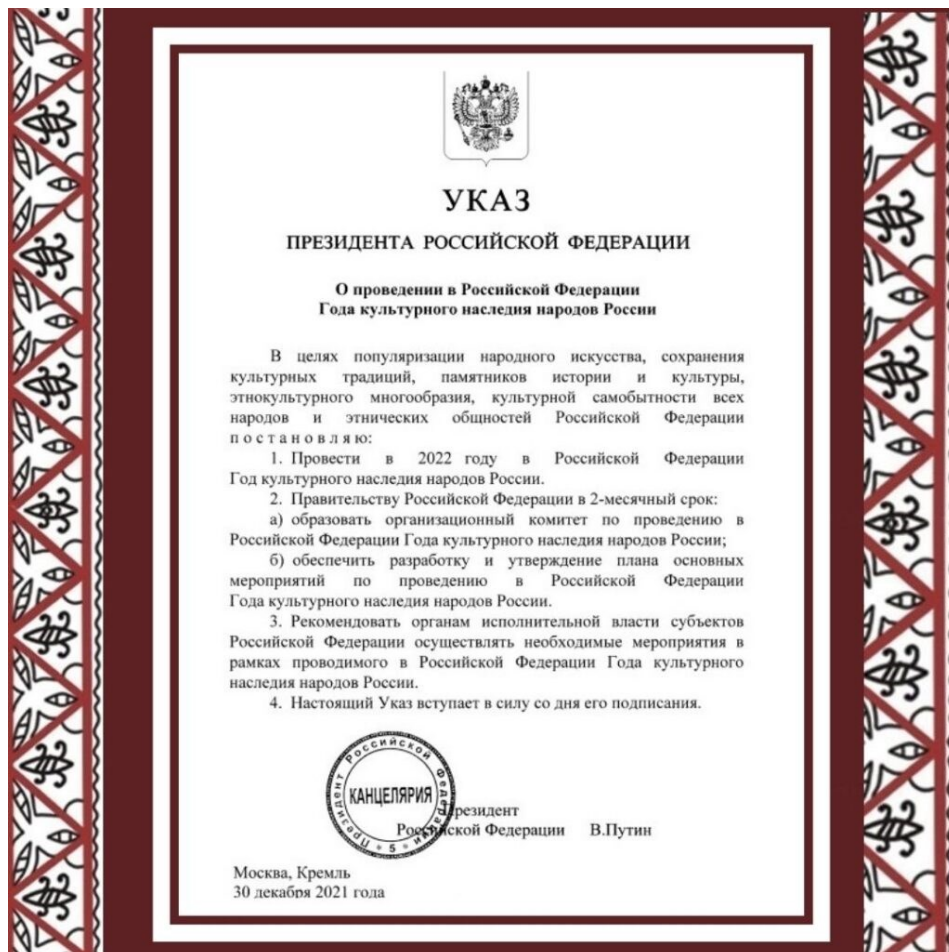 УКАЗ
ПРЕЗИДЕНТА РОССИЙСКОЙ ФЕДЕРАЦИИ
О проведении в Российской Федерации
Года культурного наследия народов России
В целях популяризации народного искусства, сохранения
культурных традиций, памятников истории и культуры,
этнокультурного многообразия, культурной самобытности всех
народов и этнических общностей Российской Федерации
п о с т а н о в л я ю:
1. Провести в 2022 году в Российской Федерации
Год культурного наследия народов России.
2. Правительству Российской Федерации в 2-месячный срок:
а) образовать организационный комитет по проведению в
Российской Федерации Года культурного наследия народов России;
б) обеспечить разработку и утверждение плана основных
мероприятий по проведению в Российской Федерации
Года культурного наследия народов России.
3. Рекомендовать органам исполнительной власти субъектов
Российской Федерации осуществлять необходимые мероприятия в
рамках проводимого в Российской Федерации Года культурного
наследия народов России.
4. Настоящий Указ вступает в силу со дня его подписания.
Президент Российской Федерации
КАНЦЕЛЯРИЯ
* 5 *
Президент
Российской Федерации В.Путин
Москва, Кремль
30 декабря 2021 года